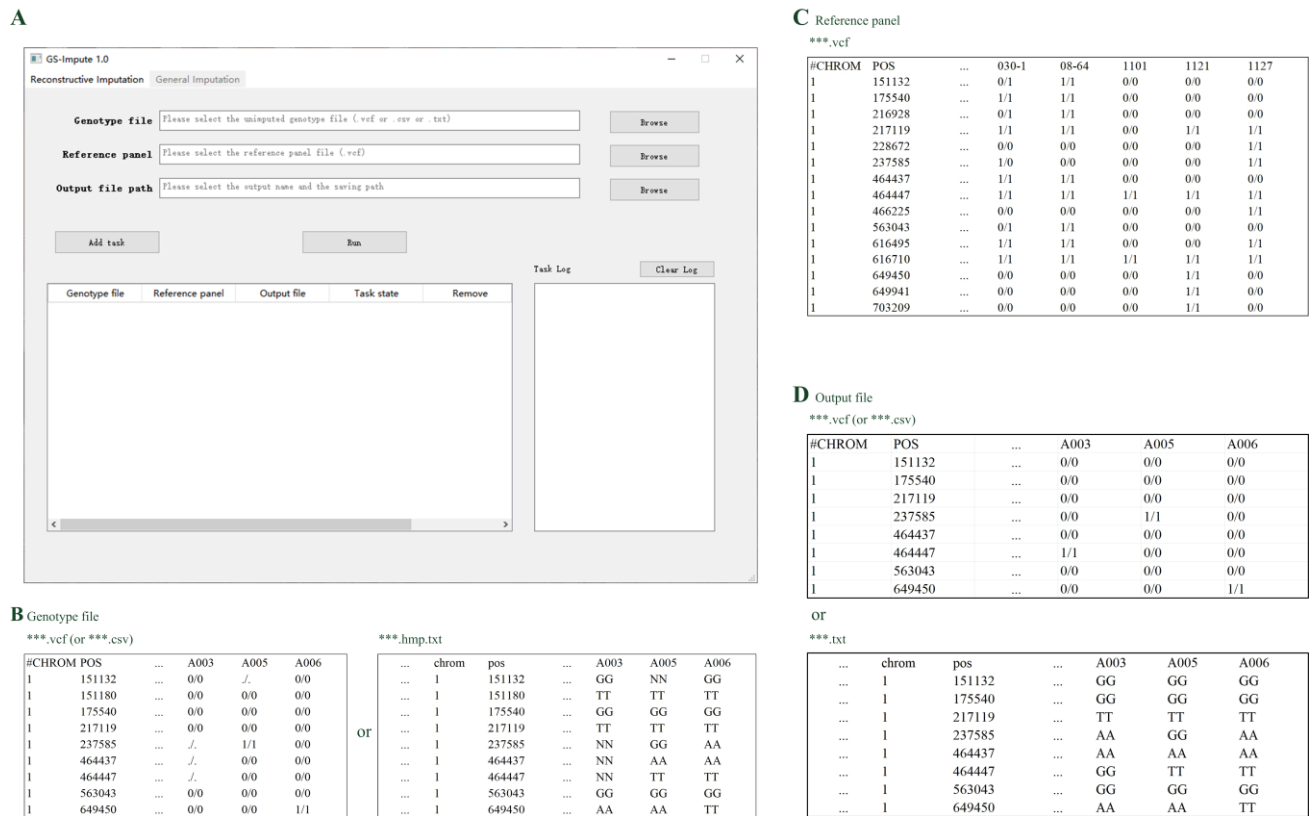 A
GS-Impute 1.0
Reconstructive Imputation General Imputation
Genotype file Please select the unimputed genotype file (.vcf or .csv or .txt) Browse
Reference panel Please select the reference panel file (.vcf) Browse
Output file path Please select the output name and the saving path Browse
Add task Run
Task Log Clear Log
Genotype file Reference panel Output file Task state Remove
B Genotype file
***.vcf (or ***.csv)
#CHROM POS ... A003 A005 A006
1 151132 ... 0/0 ./. 0/0
1 151180 ... 0/0 0/0 0/0
1 175540 ... 0/0 0/0 0/0
1 217119 ... 0/0 0/0 0/0
1 237585 ... ./. 1/1 0/0
1 464437 ... ./. 0/0 0/0
1 464447 ... ./. 0/0 0/0
1 563043 ... 0/0 0/0 0/0
1 649450 ... 0/0 0/0 1/1
or
***.hmp.txt
... chrom pos ... A003 A005 A006
... 1 151132 ... GG NN GG
... 1 151180 ... TT TT TT
... 1 175540 ... GG GG GG
... 1 217119 ... TT TT TT
... 1 237585 ... NN GG AA
... 1 464437 ... NN AA AA
... 1 464447 ... NN TT TT
... 1 563043 ... GG GG GG
... 1 649450 ... AA AA TT
C Reference panel
***.vcf
#CHROM POS ... 030-1 08-64 1101 1121 1127
1 151132 ... 0/1 1/1 0/0 0/0 0/0
1 175540 ... 1/1 1/1 0/0 0/0 0/0
1 216928 ... 0/1 1/1 0/0 0/0 0/0
1 217119 ... 1/1 1/1 0/0 1/1 1/1
1 228672 ... 0/0 0/0 0/0 0/0 1/1
1 237585 ... 1/0 0/0 0/0 0/0 1/1
1 464437 ... 1/1 1/1 0/0 0/0 0/0
1 464447 ... 1/1 1/1 1/1 1/1 1/1
1 466225 ... 0/0 0/0 0/0 0/0 1/1
1 563043 ... 0/1 1/1 0/0 0/0 0/0
1 616495 ... 1/1 1/1 0/0 0/0 1/1
1 616710 ... 1/1 1/1 1/1 1/1 1/1
1 649450 ... 0/0 0/0 0/0 1/1 0/0
1 649941 ... 0/0 0/0 0/0 1/1 0/0
1 703209 ... 0/0 0/0 0/0 1/1 0/0
D Output file
***.vcf (or ***.csv)
#CHROM POS ... A003 A005 A006
1 151132 ... 0/0 0/0 0/0
1 175540 ... 0/0 0/0 0/0
1 217119 ... 0/0 0/0 0/0
1 237585 ... 0/0 1/1 0/0
1 464437 ... 0/0 0/0 0/0
1 464447 ... 1/1 0/0 0/0
1 563043 ... 0/0 0/0 0/0
1 649450 ... 0/0 0/0 1/1
or
***.txt
... chrom pos ... A003 A005 A006
... 1 151132 ... GG GG GG
... 1 175540 ... GG GG GG
... 1 217119 ... TT TT TT
... 1 237585 ... AA GG AA
... 1 464437 ... AA AA AA
... 1 464447 ... GG TT TT
... 1 563043 ... GG GG GG
... 1 649450 ... AA AA TT